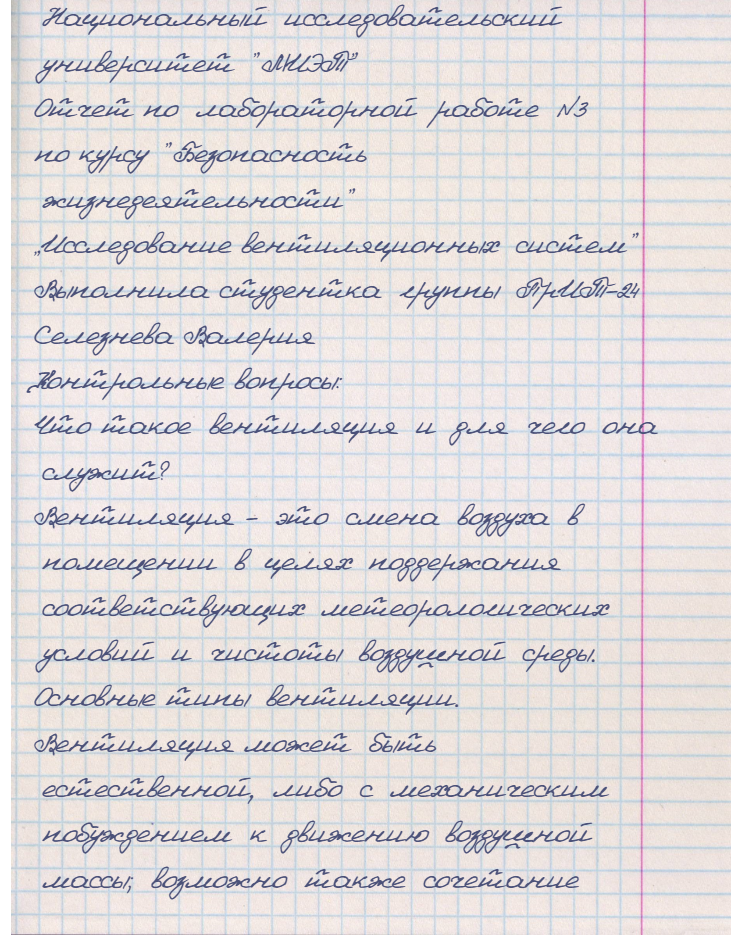 Национальный исследовательский
университет "МИЭТ"
Отчет по лабораторной работе №3
по курсу "Безопасность
жизнедеятельности"
"Исследование вентиляционных систем"
Выполнила студентка группы ПрИТ-24
Селезнева Валерия
Контрольные вопросы:
Что такое вентиляция и для чего она
служит?
Вентиляция - это смена воздуха в
помещении в целях поддержания
соответствующих метеорологических
условий и чистоты воздушной среды.
Основные типы вентиляции.
Вентиляция может быть
естественной, либо с механическим
побуждением к движению воздушной
массы, возможно также сочетание